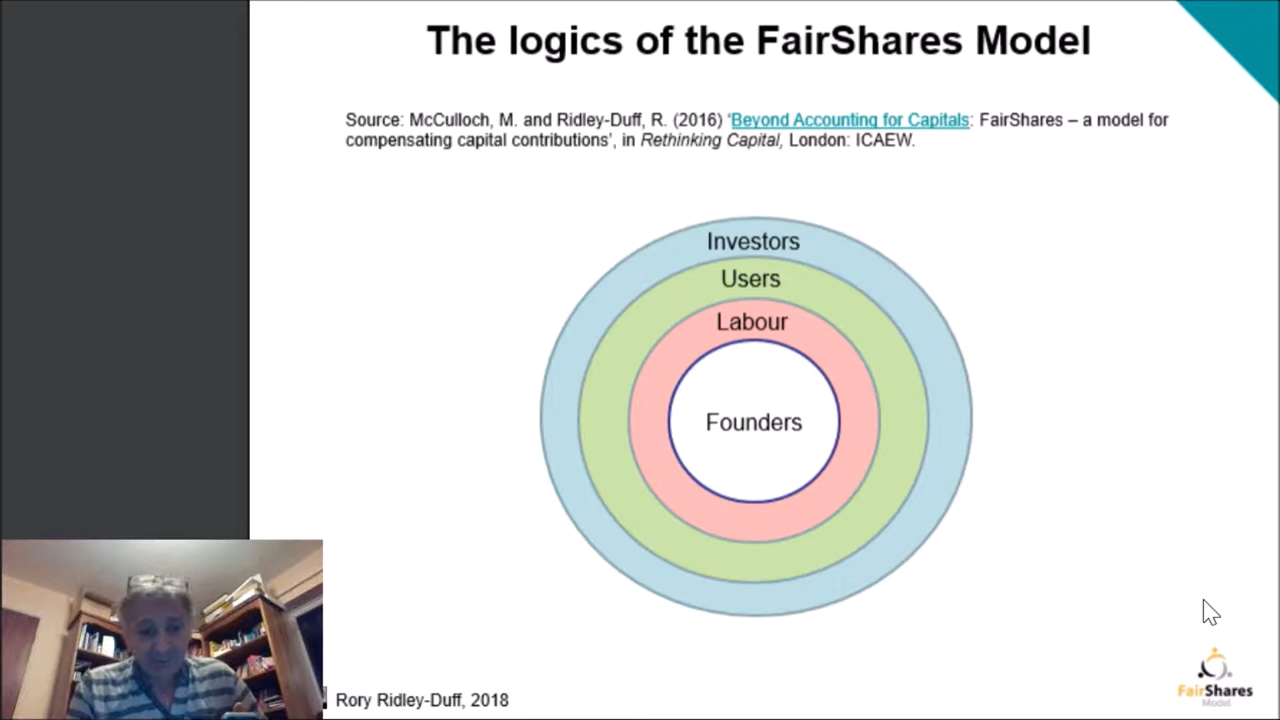 The logics of the FairShares Model
Source: McCulloch, M. and Ridley-Duff, R. (2016) ‘Beyond Accounting for Capitals: FairShares – a model for
compensating capital contributions’, in Rethinking Capital, London: ICAEW.
Investors
Users
Labour
Founders
Rory Ridley-Duff, 2018
FairShares
Model